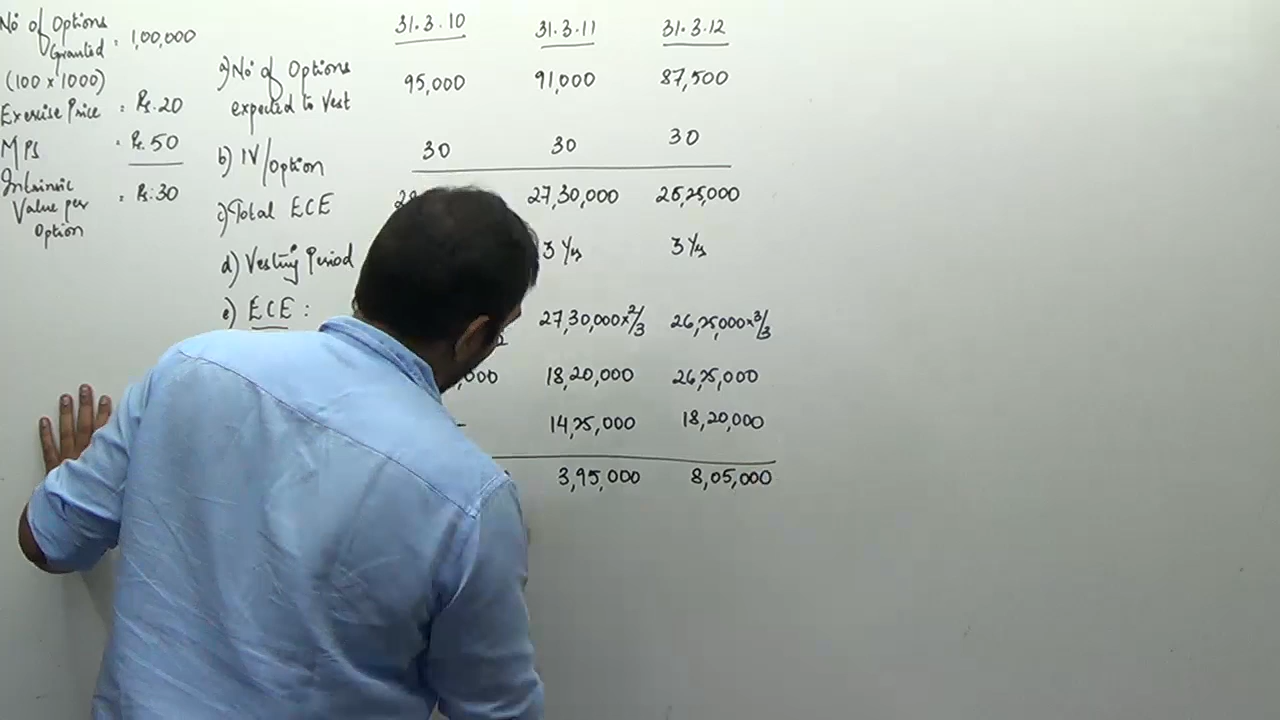 No of Options
Granted = 1,00,000
(100 x 1000)
Exercise Price = Rs. 20
MPS = Rs. 50
Intrinsic
Value per = Rs. 30
Option
31.3.10 31.3.11 31.3.12
a) No of Options
expected to Vest 95,000 91,000 87,500
b) IV/Option 30 30 30
c) Total ECE 27,30,000 26,25,000
d) Vesting Period 3 Yrs 3 Yrs
e) ECE : 27,30,000 x 2/3 26,25,000 x 3/3
18,20,000 26,25,000
14,25,000 18,20,000
3,95,000 8,05,000